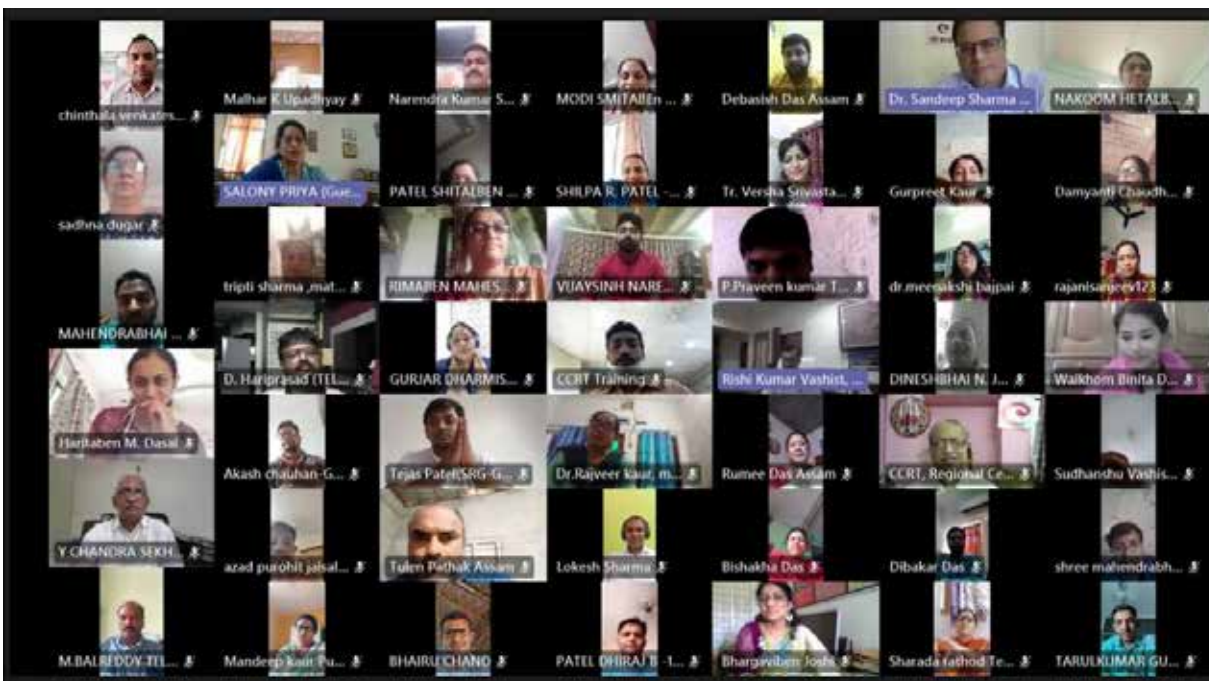 chinthala venkates...
Malhar K Upadhyay
Narendra Kumar S...
MODI SMITABEn ...
Debasish Das Assam
Dr. Sandeep Sharma ...
NAKOOM HETALB...
sadhna dugar
SALONY PRIYA (Gue...
PATEL SHITALBEN ...
SHILPA R. PATEL -...
Tr. Versha Srivasta...
Gurpreet Kaur
Damyanti Chaudh...
MAHENDRABHAI ...
tripti sharma ,mat...
RIMABEN MAHES...
VIJAYSINH NARE...
P.Praveen kumar T...
dr.meenakshi bajpai
rajanisanjeev123
Haritaben M. Dasal
D. Hariprasad (TEL...
GURJAR DHARMIS...
CCRT Training
Rishi Kumar Vashist, ...
DINESHBHAI N. J...
Waikhom Binita D...
Akash chauhan-G...
Tejas Patel,SRG-G...
Dr.Rajveer kaur, m...
Rumee Das Assam
CCRT, Regional Ce...
Sudhanshu Vashis...
Y CHANDRA SEKH...
azad purohit jaisal...
Tulen Pathak Assam
Lokesh Sharma
Bishakha Das
Dibakar Das
shree mahendrabh...
M.BALREDDY TEL...
Mandeep kaur Pu...
BHAIRU CHAND
PATEL DHIRAJ B -1...
Bhargaviben Joshi
Sharada rathod Te...
TARULKUMAR GU...